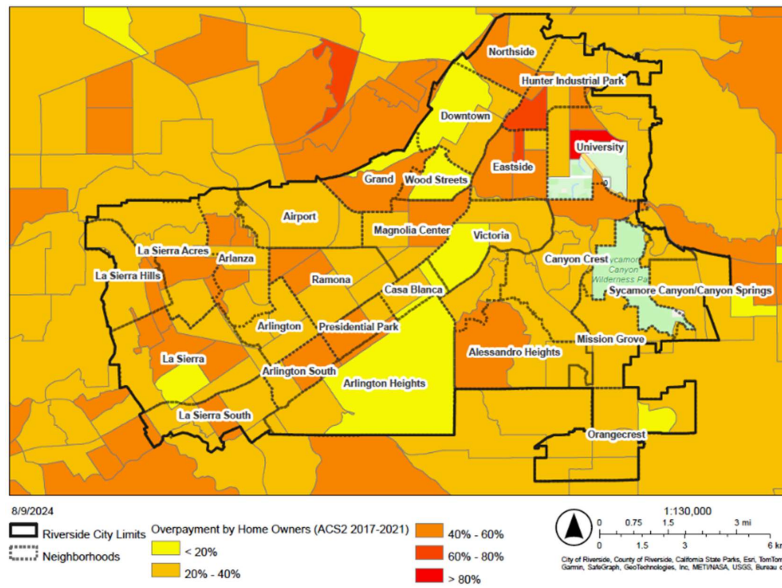 Northside
Hunter Industrial Park
Downtown
University
Eastside
Grand
Wood Streets
Airport
Magnolia Center
Victoria
La Sierra Acres
Arlanza
La Sierra Hills
Canyon Crest
Ramona
Casa Blanca
Canyon
Wilderness
Sycamore Canyon/Canyon Springs
Arlington
Presidential Park
Mission Grove
La Sierra
Alessandro Heights
Arlington South
Arlington Heights
La Sierra South
Orangecrest
8/9/2024
Riverside City Limits
Neighborhoods
Overpayment by Home Owners (ACS2 2017-2021)
< 20%
20% - 40%
40% - 60%
60% - 80%
> 80%
1:130,000
0 0.75 1.5 3 mi
0 1.5 3 6
City of Riverside, County of Riverside, California State Parks, Esri, TomTom
Garmin, SafeGraph, GeoTechnologies, Inc, METI/NASA, USGS, Bureau